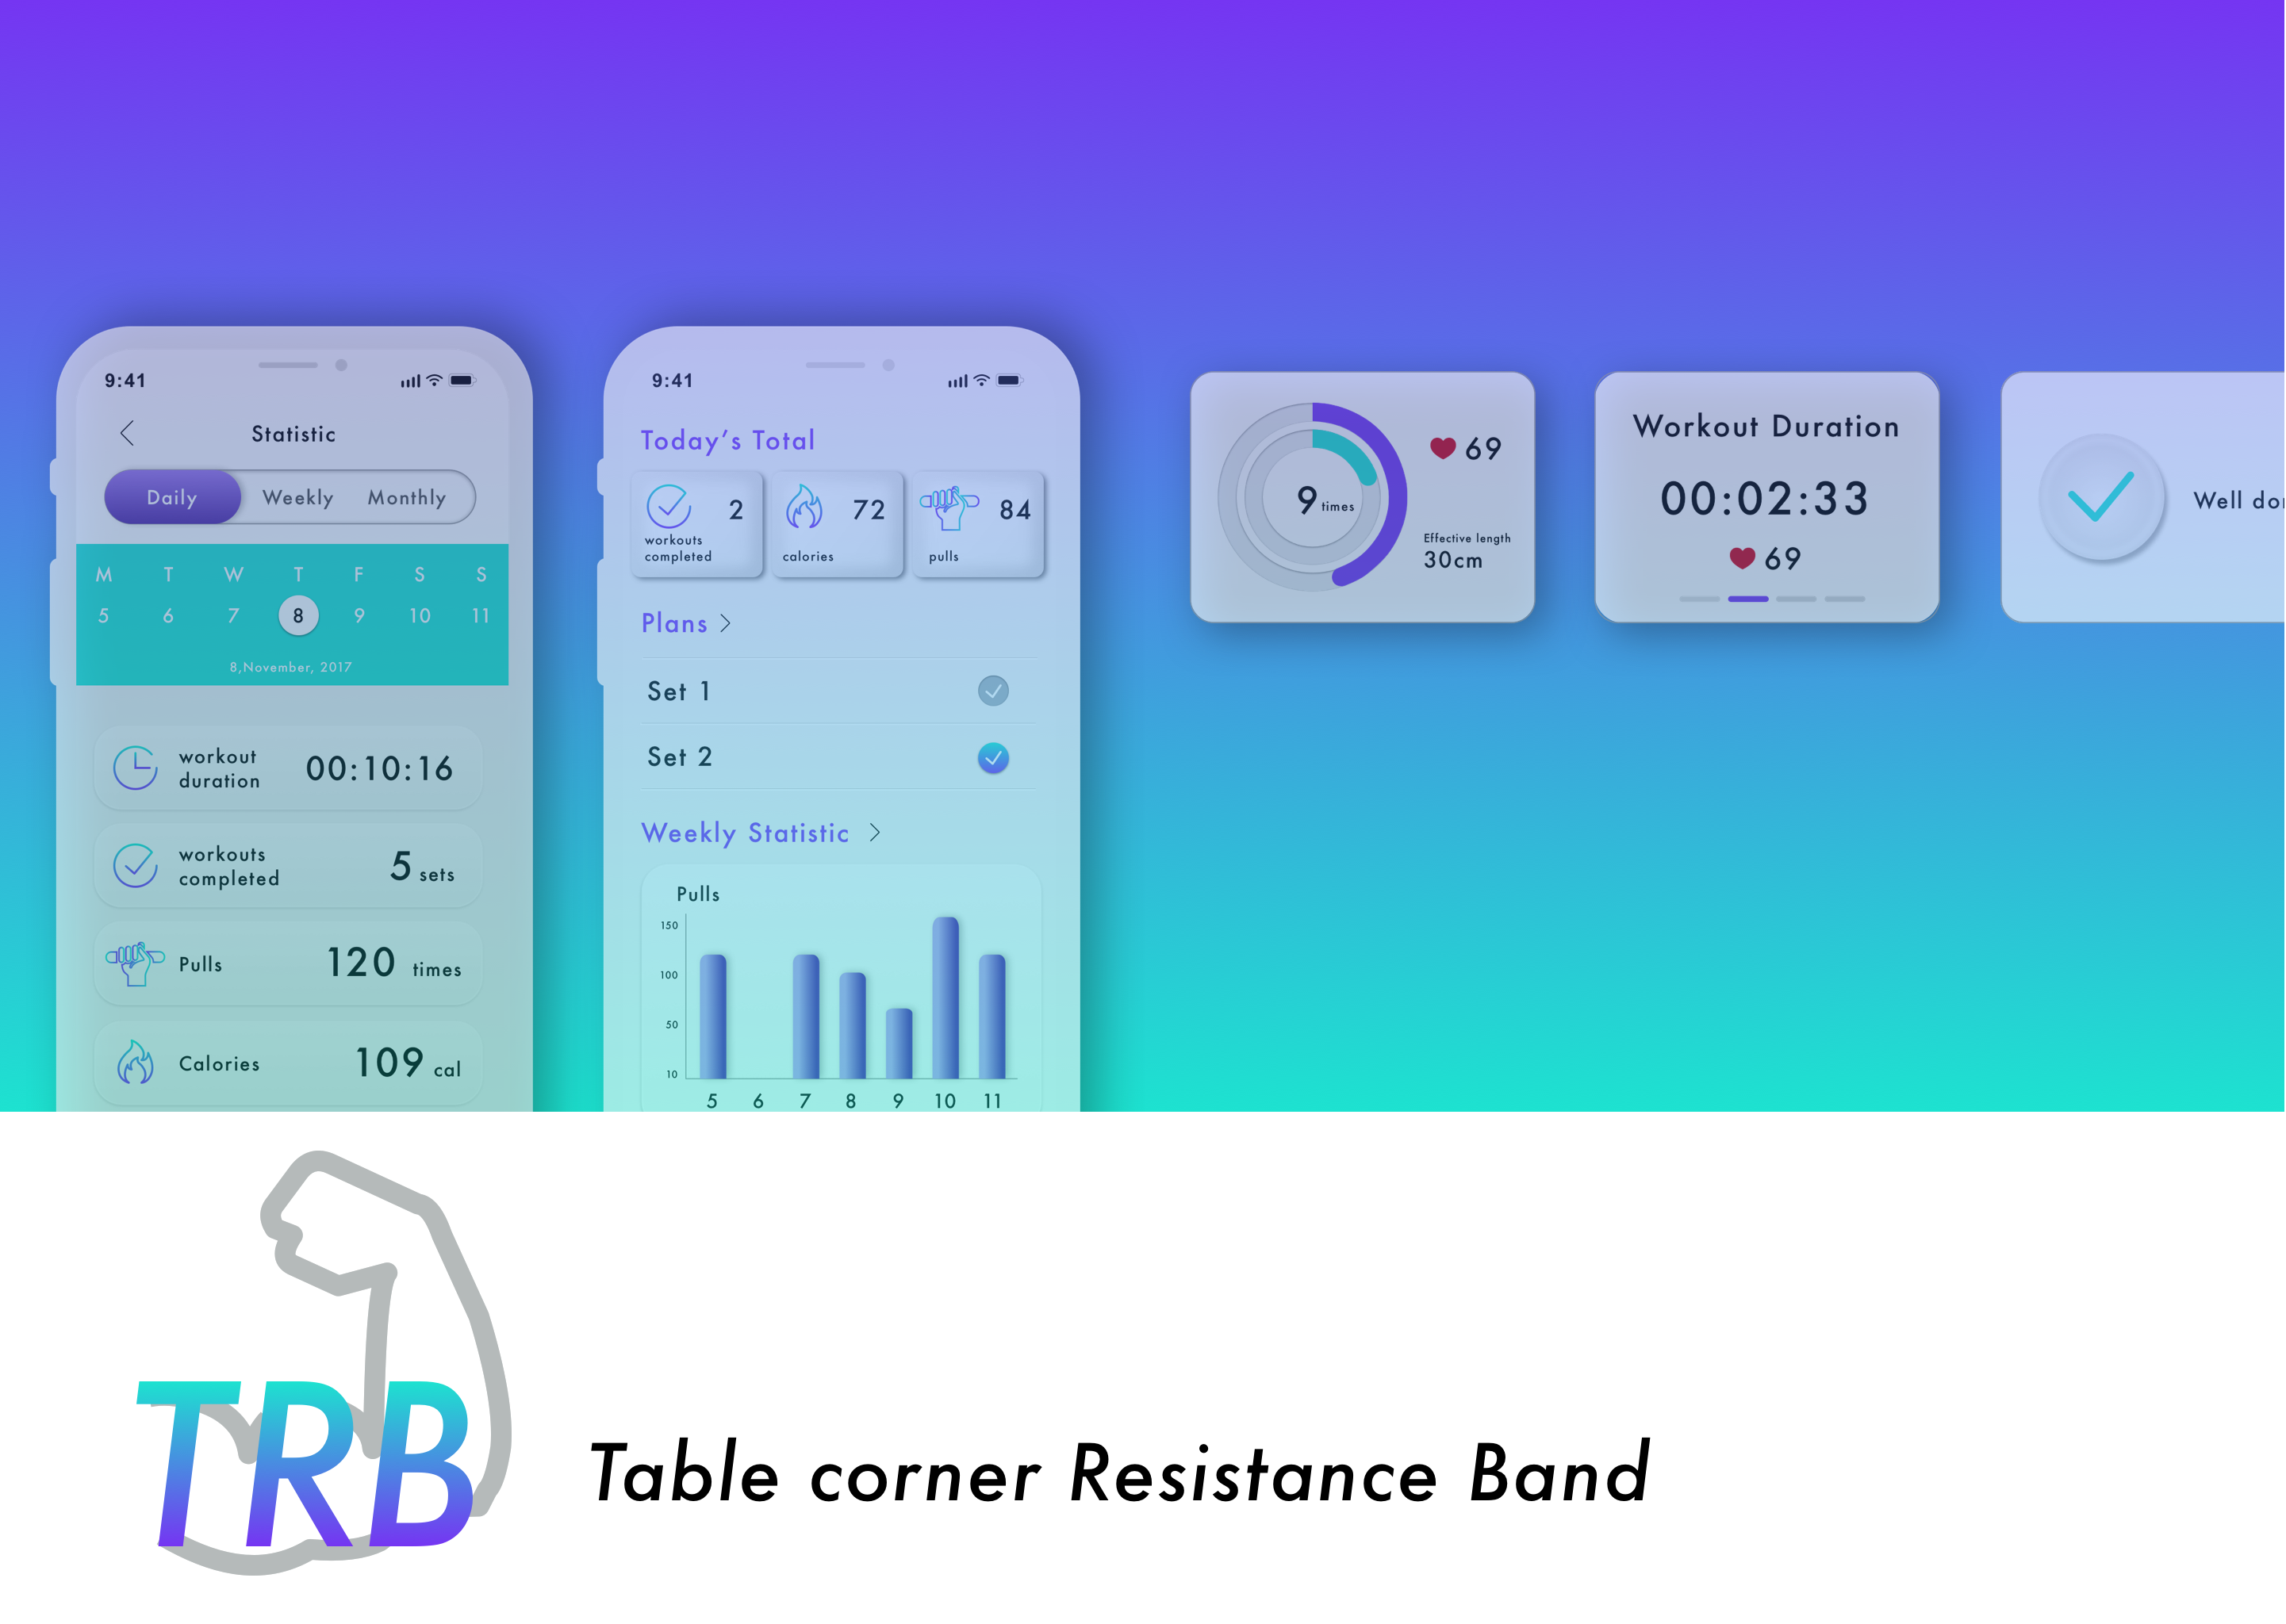 9:41
Statistic
Daily Weekly Monthly
M T W T F S S
5 6 7 8 9 10 11
8,November, 2017
workout
duration
00:10:16
workouts
completed
5 sets
Pulls
120 times
Calories
109 cal
9:41
Today's Total
2
workouts
completed
72
calories
84
pulls
Plans
Set 1
Set 2
Weekly Statistic
Pulls
150
100
50
10
5 6 7 8 9 10 11
9 times
69
Effective length
30cm
Workout Duration
00:02:33
69
Well do
TRB
Table corner Resistance Band